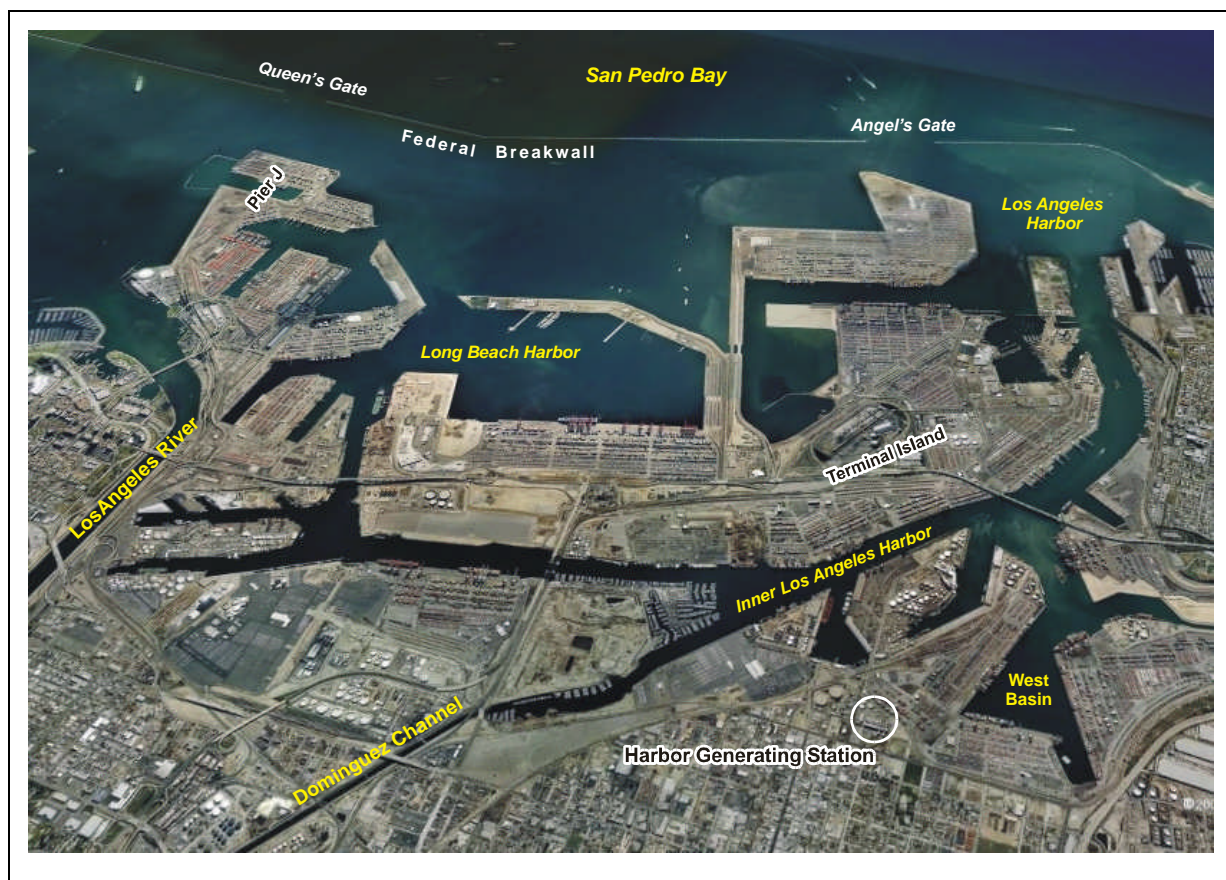 San Pedro Bay
Queen's Gate
Angel's Gate
Federal Breakwall
Pier J
Los Angeles
Harbor
Long Beach Harbor
Terminal Island
LosAngeles River
Inner Los Angeles Harbor
West
Basin
Dominguez Channel
Harbor Generating Station